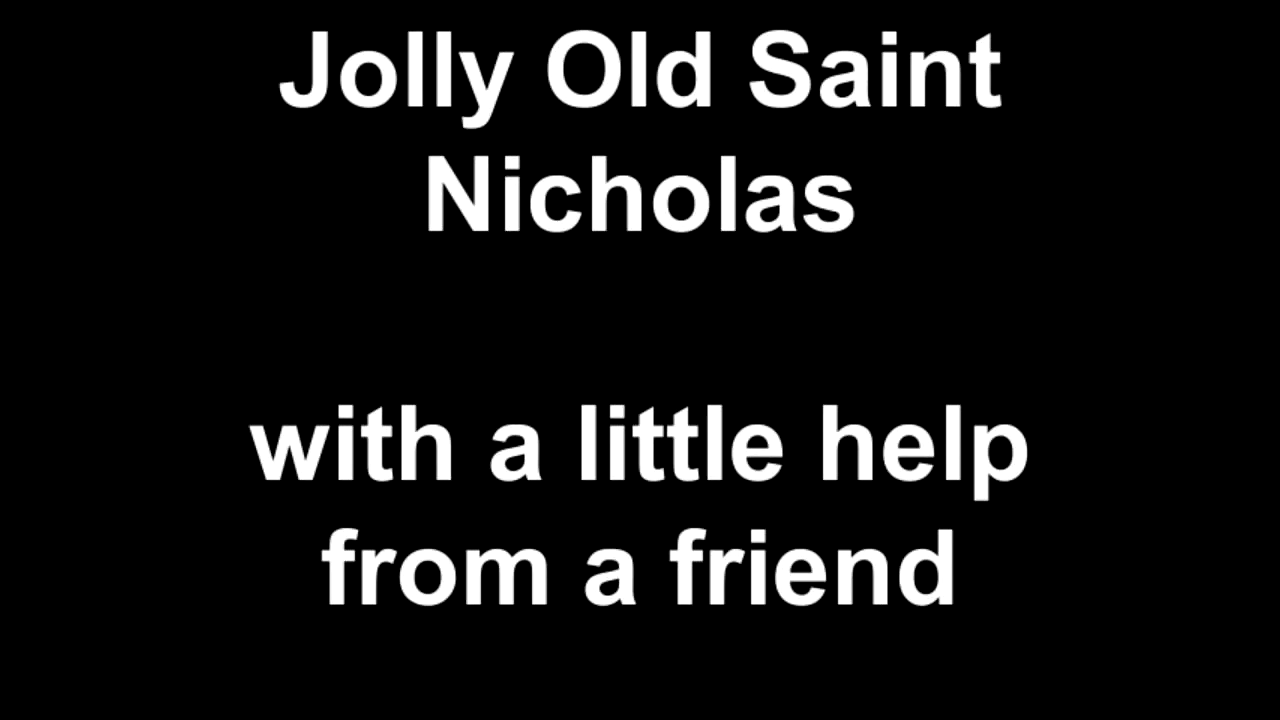 Jolly Old Saint
Nicholas
with a little help
from a friend